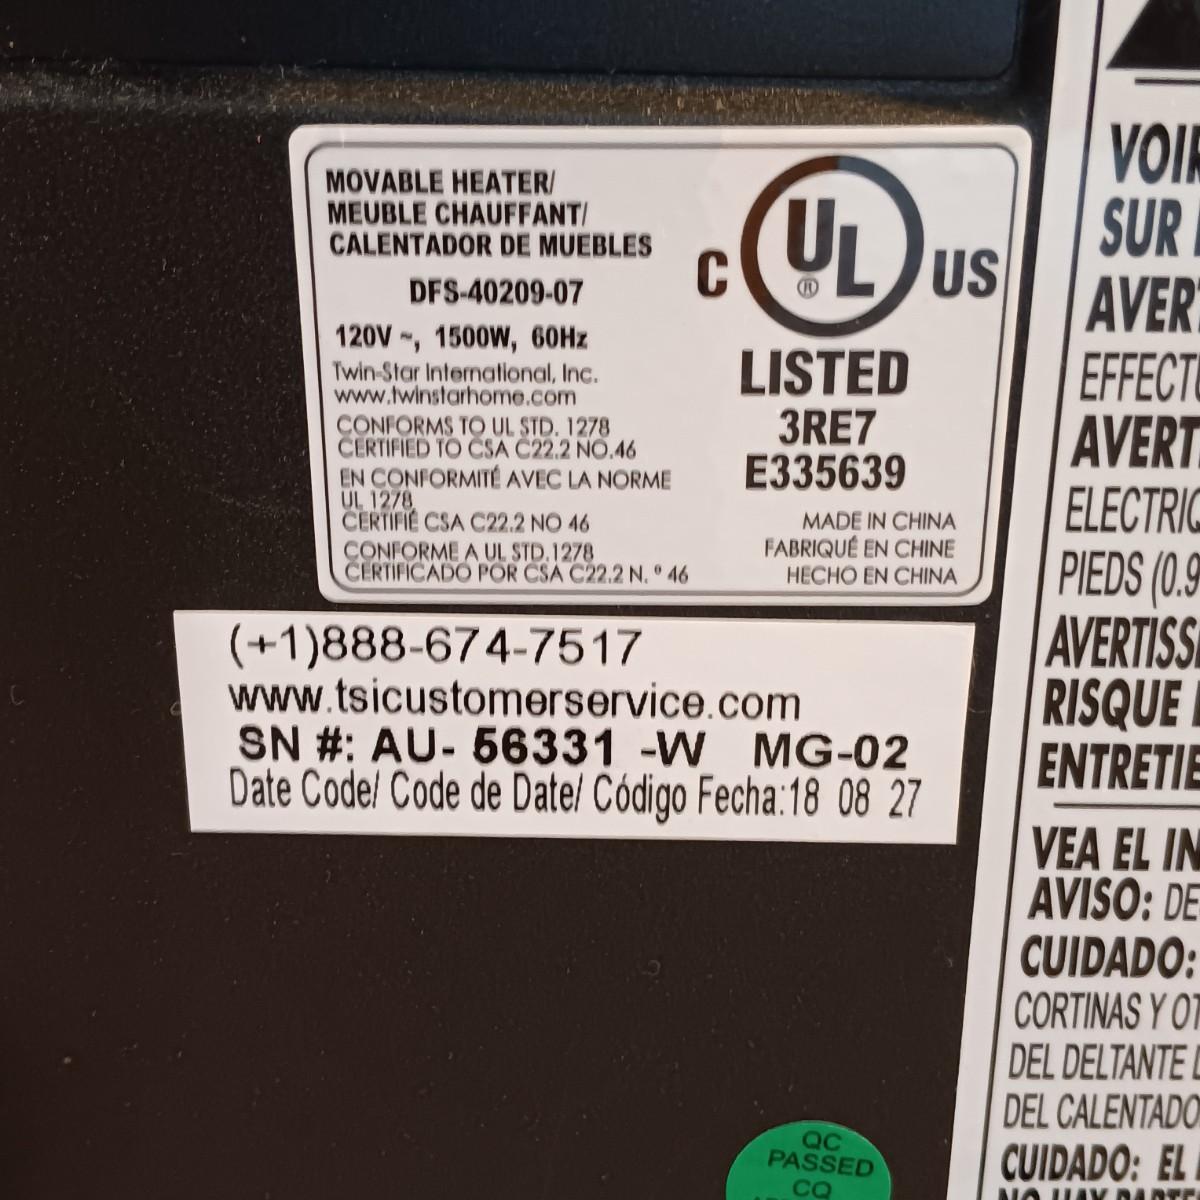 MOVABLE HEATER/
MEUBLE CHAUFFANT/
CALENTADOR DE MUEBLES
DFS-40209-07
120V ~, 1500W, 60Hz
Twin-Star International, Inc.
www.twinstarhome.com
CONFORMS TO UL STD. 1278
CERTIFIED TO CSA C22.2 NO.46
EN CONFORMITÉ AVEC LA NORME
UL 1278
CERTIFIÉ CSA C22.2 NO 46
CONFORME A UL STD.1278
CERTIFICADO POR CSA C22.2 N. º 46
C UL ® US
LISTED
3RE7
E335639
MADE IN CHINA
FABRIQUÉ EN CHINE
HECHO EN CHINA
(+1)888-674-7517
www.tsicustomerservice.com
SN #: AU- 56331 -W MG-02
Date Code/ Code de Date/ Código Fecha:18 08 27
QC
PASSED
CQ
VOIR
SUR
AVERT
EFFECTU
AVERTI
ELECTRIQ
PIEDS (0.9
AVERTISSE
RISQUE
ENTRETIE
VEA EL IN
AVISO: DE
CUIDADO:
CORTINAS Y OT
DEL DELTANTE D
DEL CALENTADO
CUIDADO: EL